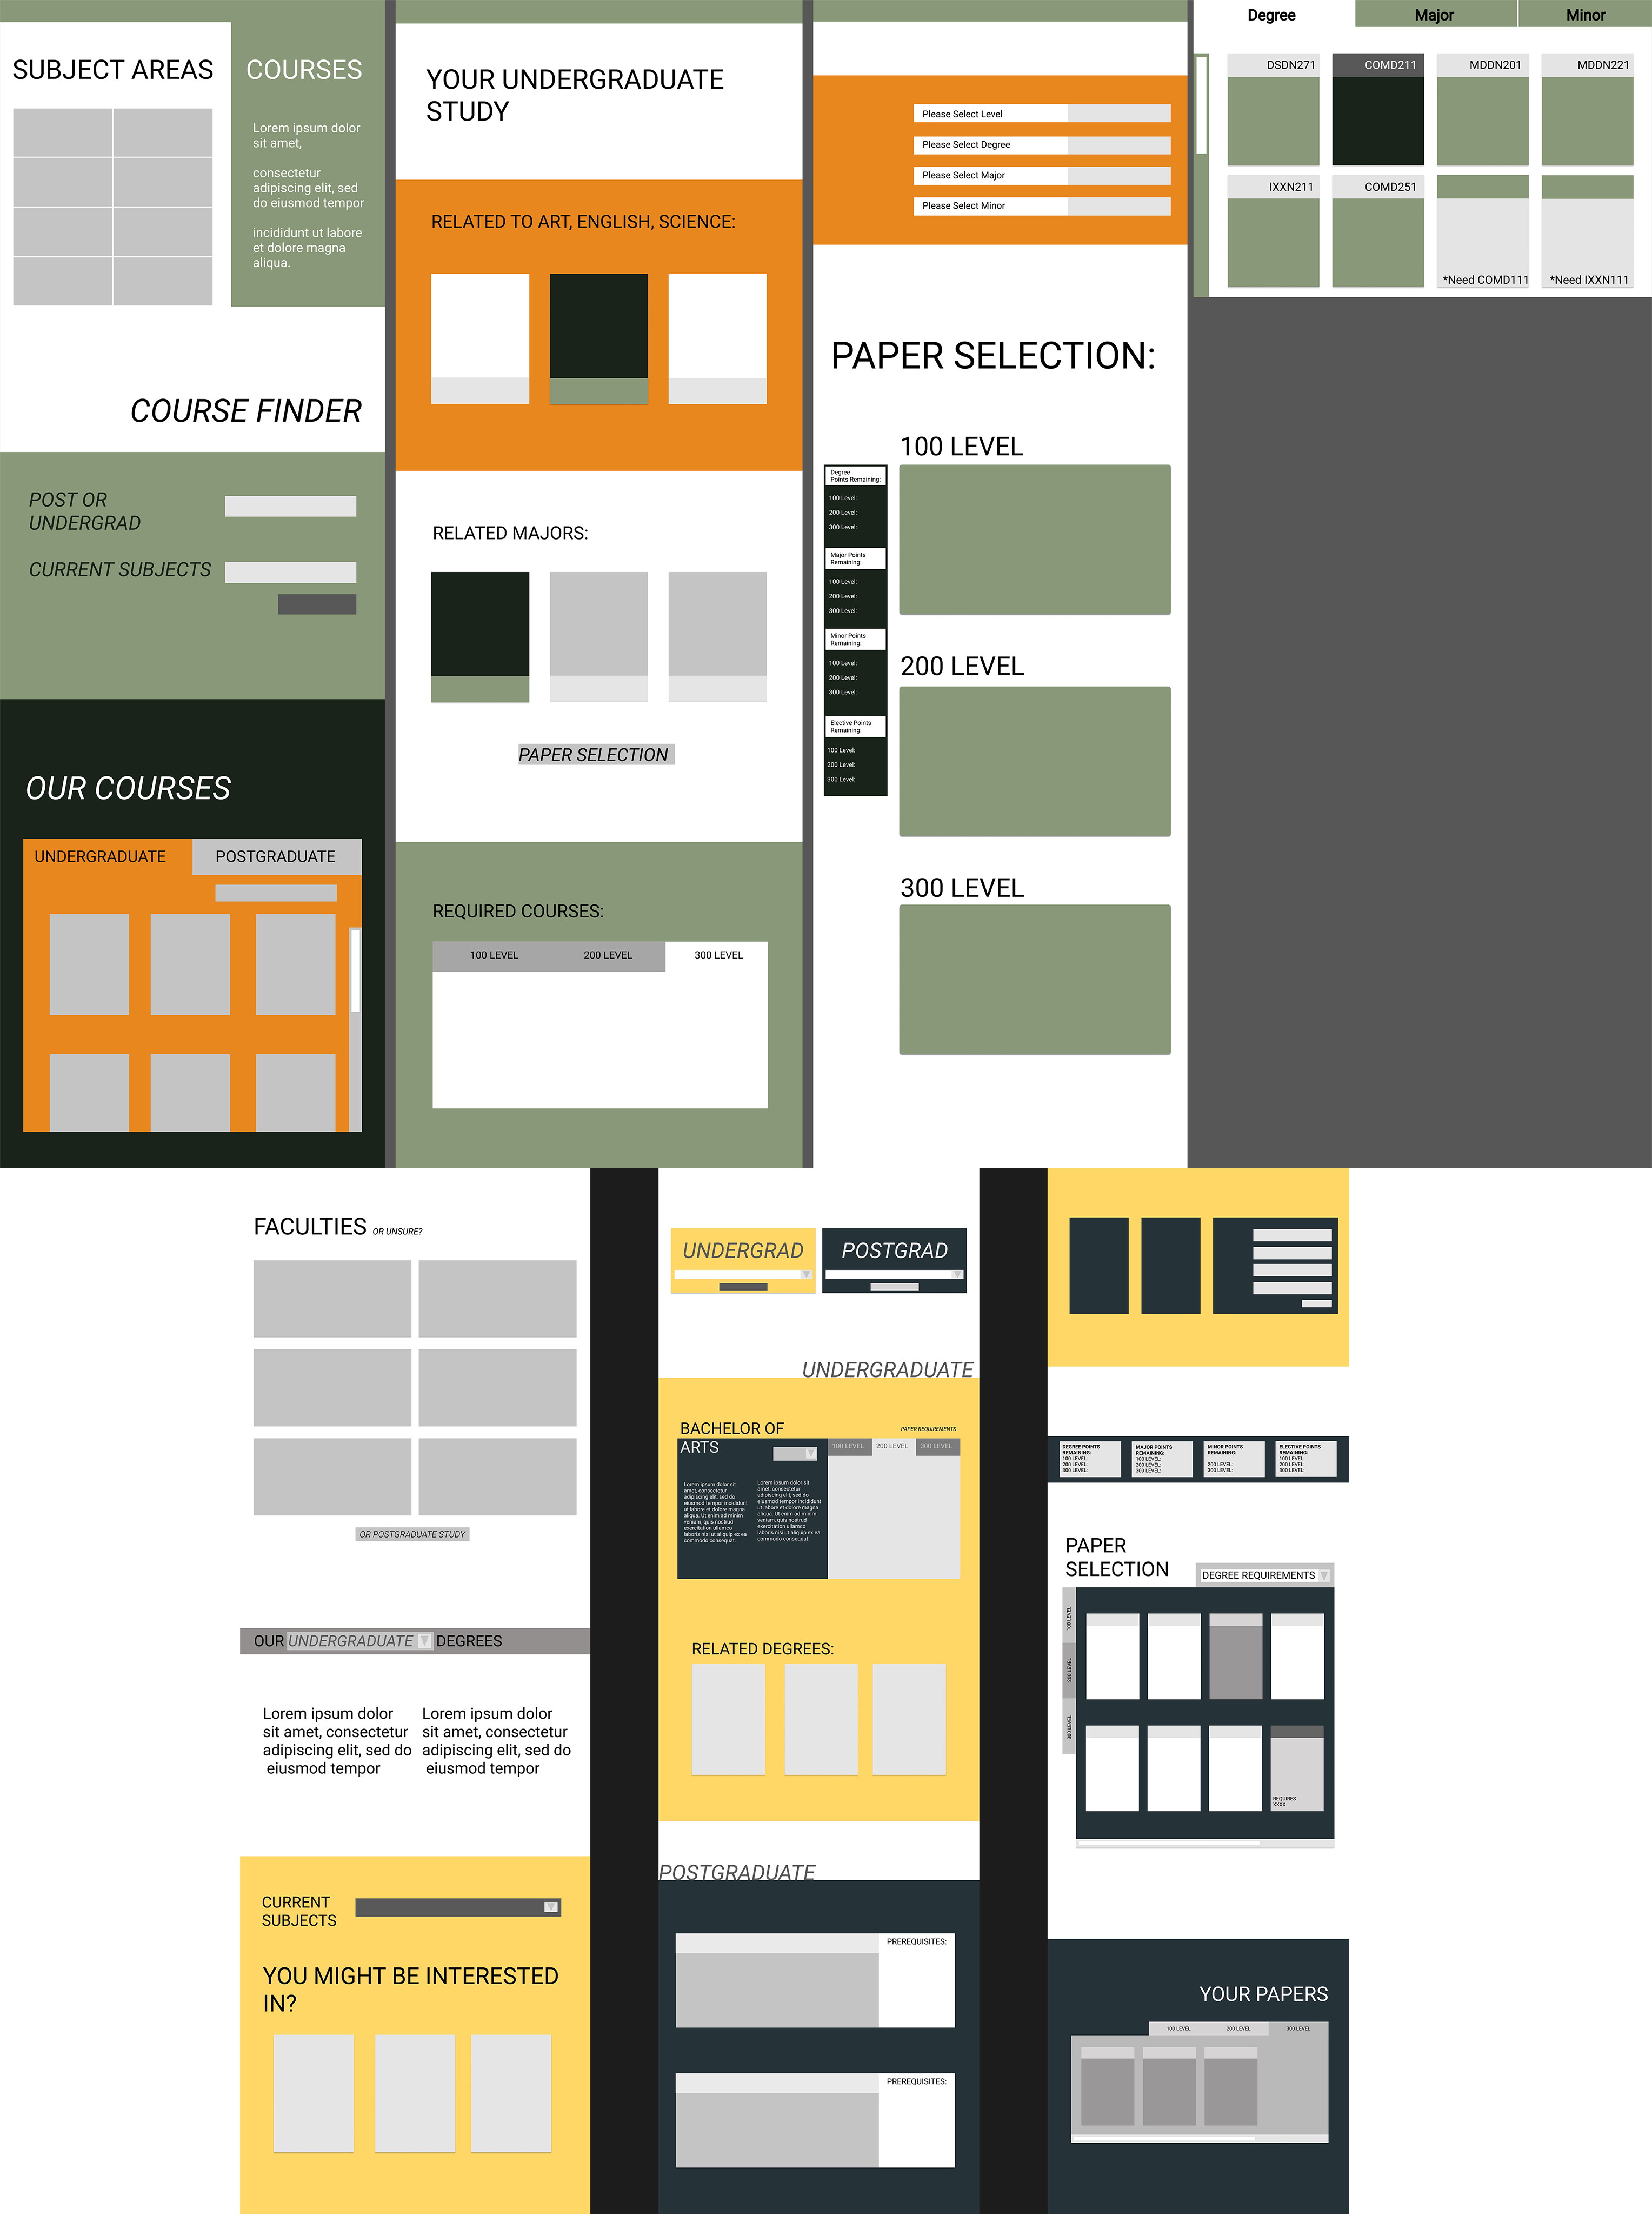 SUBJECT AREAS
COURSES
Lorem ipsum dolor
sit amet,
consectetur
adipiscing elit, sed
do eiusmod tempor
incididunt ut labore
et dolore magna
aliqua.
COURSE FINDER
POST OR
UNDERGRAD
CURRENT SUBJECTS
OUR COURSES
UNDERGRADUATE
POSTGRADUATE
YOUR UNDERGRADUATE
STUDY
RELATED TO ART, ENGLISH, SCIENCE:
RELATED MAJORS:
PAPER SELECTION
REQUIRED COURSES:
100 LEVEL
200 LEVEL
300 LEVEL
Please Select Level
Please Select Degree
Please Select Major
Please Select Minor
PAPER SELECTION:
Degree
Points Remaining:
100 Level:
200 Level:
300 Level:
Major Points
Remaining:
100 Level:
200 Level:
300 Level:
Minor Points
Remaining:
100 Level:
200 Level:
300 Level:
Elective Points
Remaining:
100 Level:
200 Level:
300 Level:
100 LEVEL
200 LEVEL
300 LEVEL
Degree
Major
Minor
DSDN271
COMD211
MDDN201
MDDN221
IXXN211
COMD251
*Need COMD111
*Need IXXN111
FACULTIES OR UNSURE?
OR POSTGRADUATE STUDY
OUR UNDERGRADUATE DEGREES
Lorem ipsum dolor
sit amet, consectetur
adipiscing elit, sed do
eiusmod tempor
Lorem ipsum dolor
sit amet, consectetur
adipiscing elit, sed do
eiusmod tempor
CURRENT
SUBJECTS
YOU MIGHT BE INTERESTED
IN?
UNDERGRAD
POSTGRAD
UNDERGRADUATE
BACHELOR OF
ARTS
PAPER REQUIREMENTS
100 LEVEL
200 LEVEL
300 LEVEL
Lorem ipsum dolor sit
amet, consectetur
adipiscing elit, sed do
eiusmod tempor incididunt
ut labore et dolore magna
aliqua. Ut enim ad minim
veniam, quis nostrud
exercitation ullamco
laboris nisi ut aliquip ex ea
commodo consequat.
Lorem ipsum dolor sit
amet, consectetur
adipiscing elit, sed do
eiusmod tempor incididunt
ut labore et dolore magna
aliqua. Ut enim ad minim
veniam, quis nostrud
exercitation ullamco
laboris nisi ut aliquip ex ea
commodo consequat.
RELATED DEGREES:
POSTGRADUATE
PREREQUISITES:
PREREQUISITES:
DEGREE POINTS
REMAINING:
100 LEVEL:
200 LEVEL:
300 LEVEL:
MAJOR POINTS
REMAINING:
100 LEVEL:
200 LEVEL:
300 LEVEL:
MINOR POINTS
REMAINING:
200 LEVEL:
300 LEVEL:
ELECTIVE POINTS
REMAINING:
100 LEVEL:
200 LEVEL:
300 LEVEL:
PAPER
SELECTION
DEGREE REQUIREMENTS
100 LEVEL
200 LEVEL
300 LEVEL
REQUIRES
XXXX
YOUR PAPERS
100 LEVEL
200 LEVEL
300 LEVEL